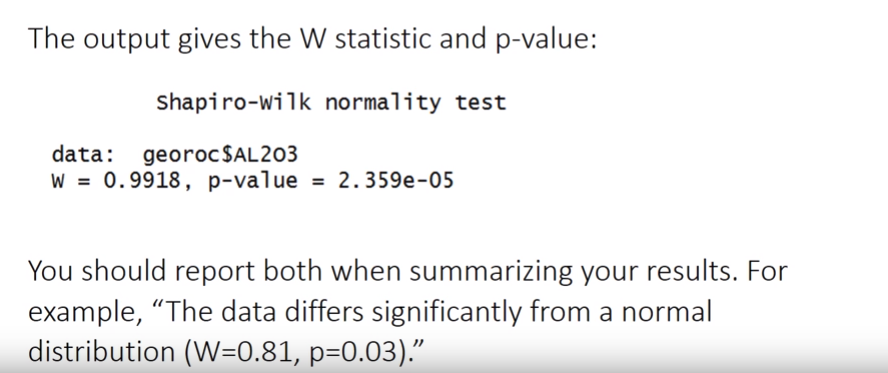 The output gives the W statistic and p-value:
Shapiro-Wilk normality test
data: georoc$AL2O3
W = 0.9918, p-value = 2.359e-05
You should report both when summarizing your results. For
example, “The data differs significantly from a normal
distribution (W=0.81, p=0.03).”